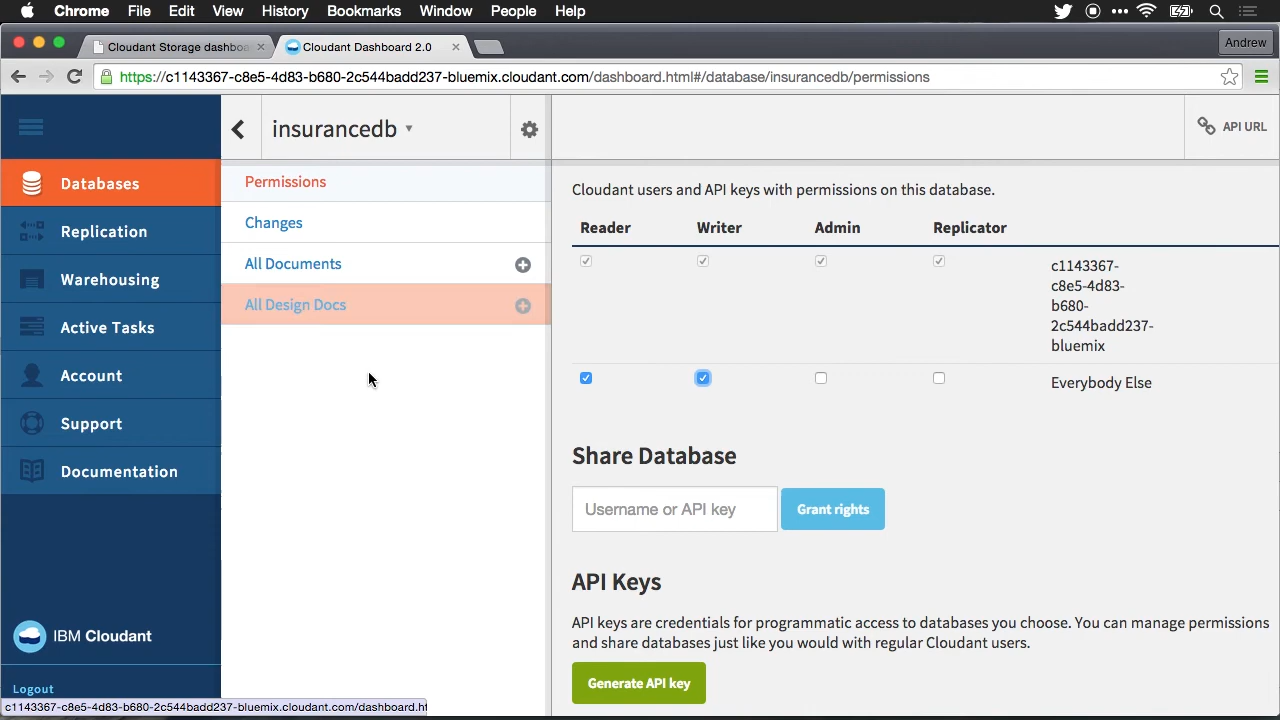 Chrome File Edit View History Bookmarks Window People Help
Cloudant Storage dashboa
Cloudant Dashboard 2.0
Andrew
https://c1143367-c8e5-4d83-b680-2c544badd237-bluemix.cloudant.com/dashboard.html#/database/insurancedb/permissions
insurancedb
API URL
Databases
Replication
Warehousing
Active Tasks
Account
Support
Documentation
IBM Cloudant
Logout
Permissions
Changes
All Documents
All Design Docs
Cloudant users and API keys with permissions on this database.
Reader Writer Admin Replicator
c1143367-
c8e5-4d83-
b680-
2c544badd237-
bluemix
Everybody Else
Share Database
Username or API key
Grant rights
API Keys
API keys are credentials for programmatic access to databases you choose. You can manage permissions
and share databases just like you would with regular Cloudant users.
Generate API key
c1143367-c8e5-4d83-b680-2c544badd237-bluemix.cloudant.com/dashboard.ht